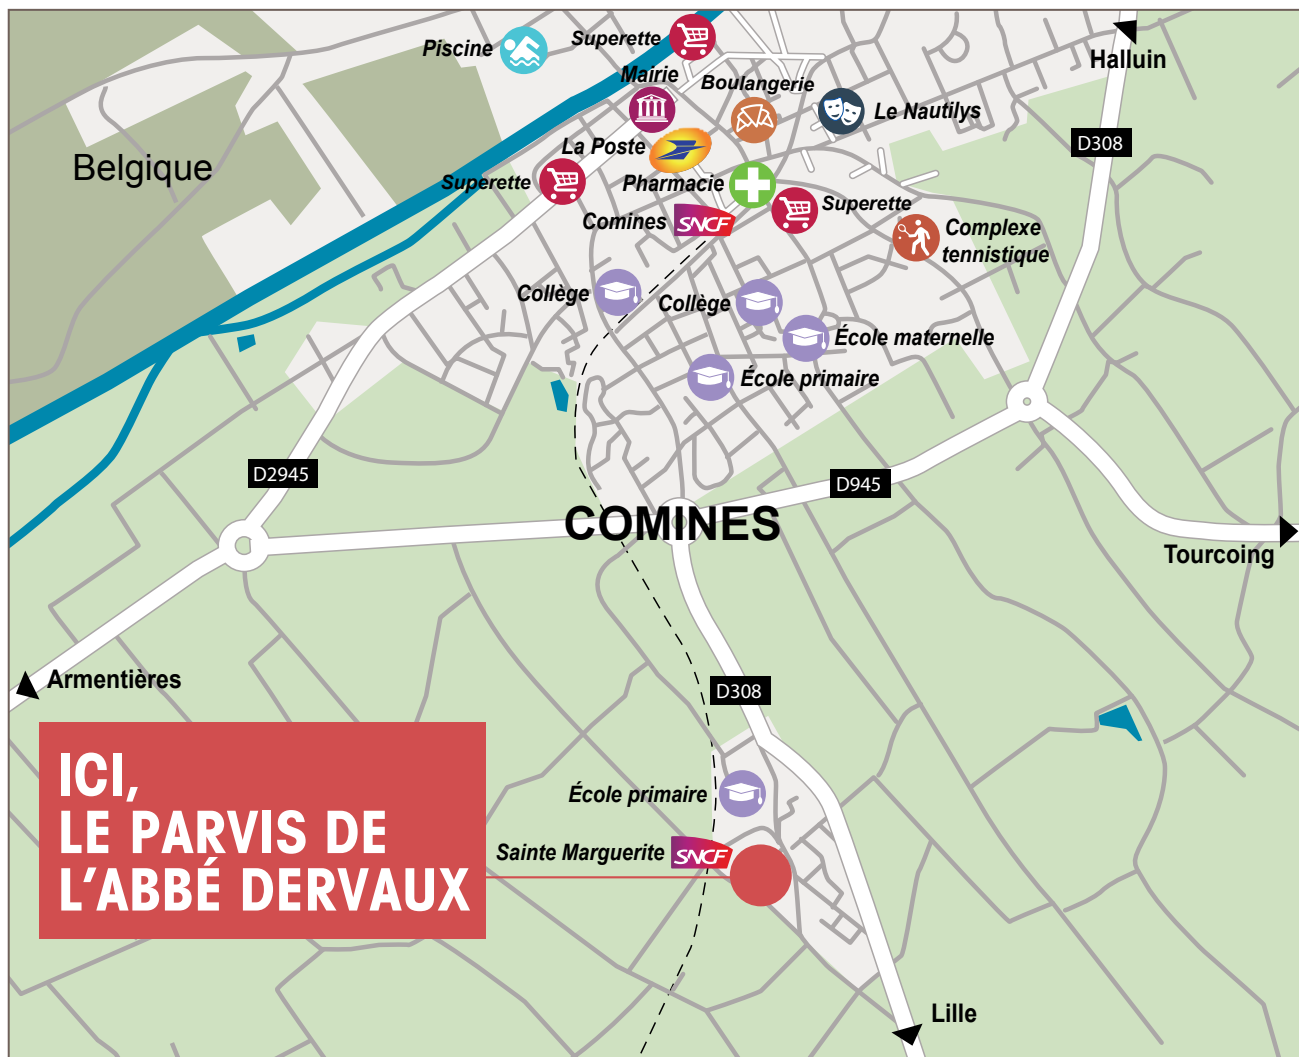 Piscine
Superette
Halluin
Mairie
Boulangerie
Le Nautilys
D308
La Poste
Belgique
Superette
Pharmacie
Superette
Comines
SNCF
Complexe
tennistique
Collège
Collège
École maternelle
École primaire
D2945
D945
COMINES
Tourcoing
Armentières
D308
ICI,
LE PARVIS DE
L'ABBÉ DERVAUX
École primaire
Sainte Marguerite
SNCF
Lille